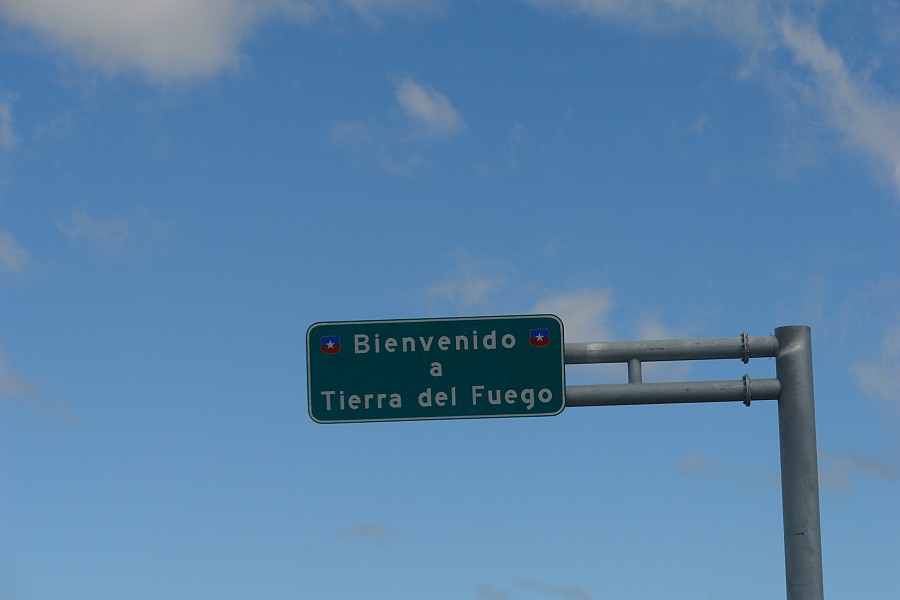 Bienvenido
a
Tierra del Fuego